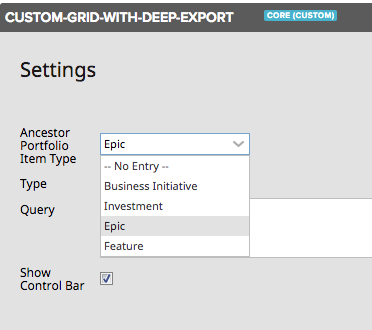 CUSTOM-GRID-WITH-DEEP-EXPORT CORE (CUSTOM)
Settings
Ancestor
Portfolio
Item Type
Epic
-- No Entry --
Business Initiative
Investment
Epic
Feature
Type
Query
Show
Control Bar